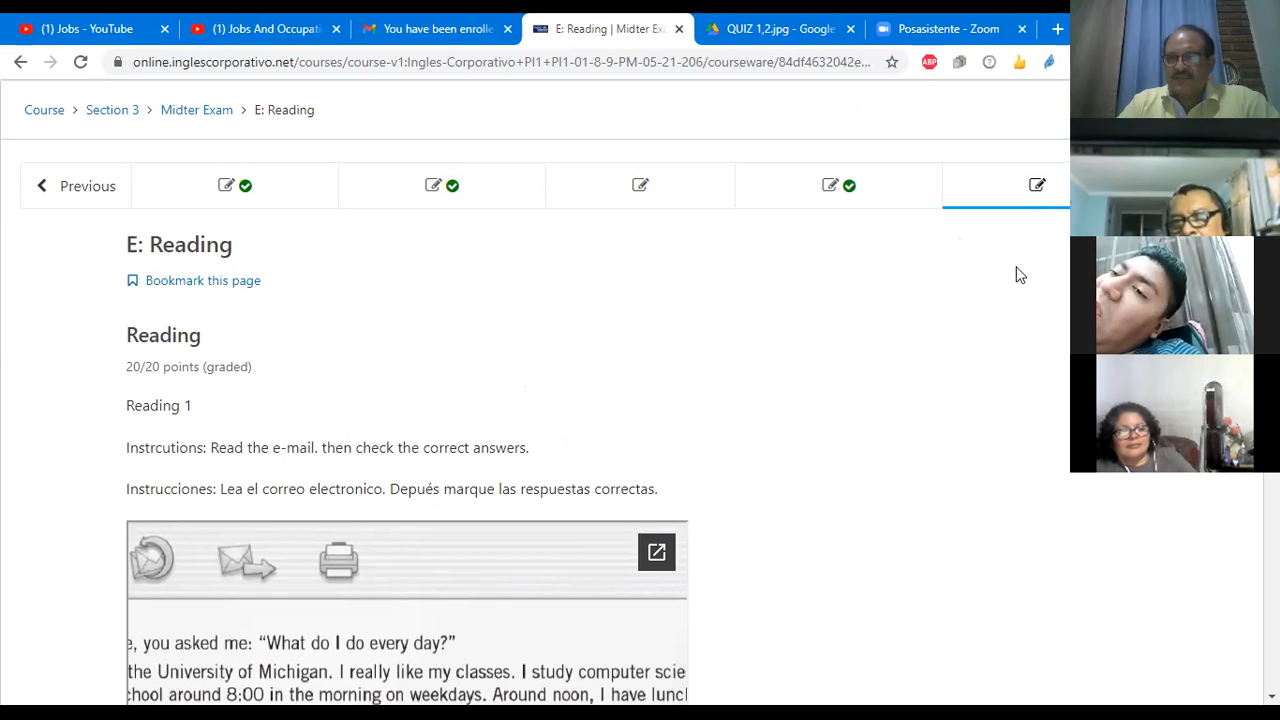 (1) Jobs - YouTube
(1) Jobs And Occupati
You have been enrolle
E: Reading | Midter Exa
QUIZ 1,2.jpg - Google
Posasistente - Zoom
online.inglescorporativo.net/courses/course-v1:Ingles-Corporativo+PI1+PI1-01-8-9-PM-05-21-206/courseware/84df4632042e...
ABP
Course > Section 3 > Midter Exam > E: Reading
Previous
E: Reading
Bookmark this page
Reading
20/20 points (graded)
Reading 1
Instrcutions: Read the e-mail. then check the correct answers.
Instrucciones: Lea el correo electronico. Depués marque las respuestas correctas.
e, you asked me: “What do I do every day?”
the University of Michigan. I really like my classes. I study computer scie
chool around 8:00 in the morning on weekdays. Around noon, I have lunch